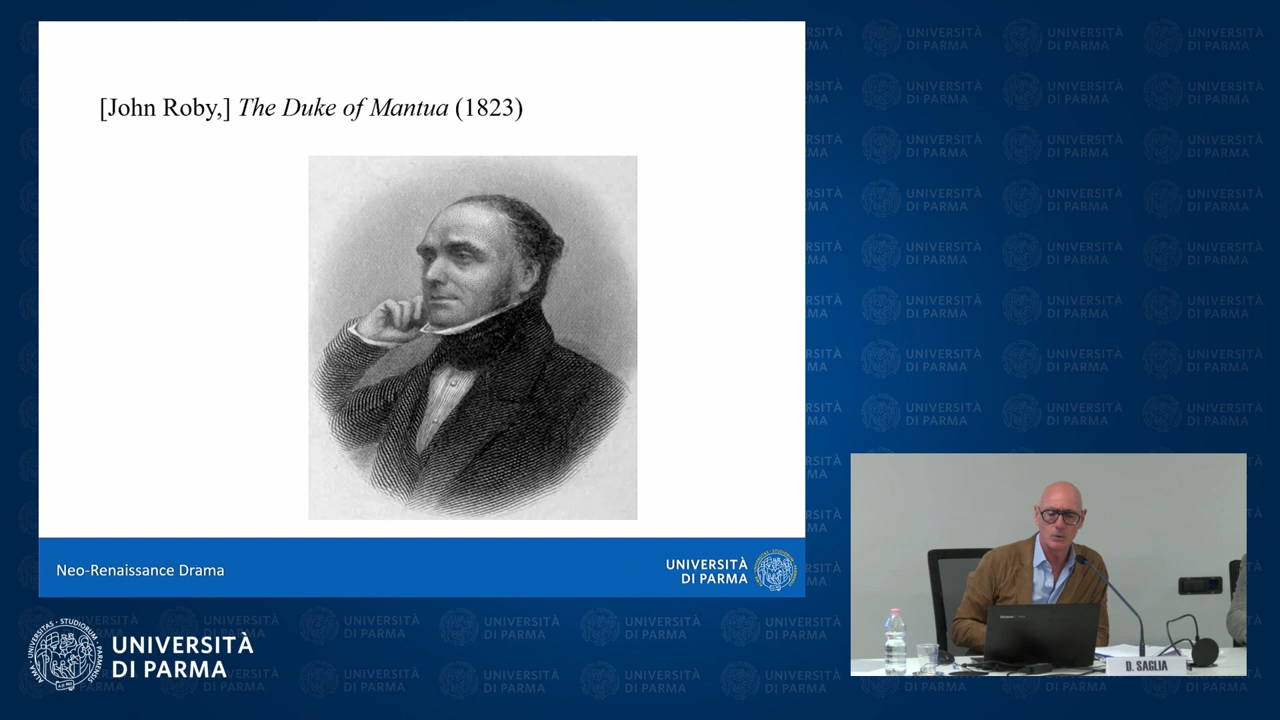 [John Roby,] The Duke of Mantua (1823)
Neo-Renaissance Drama
UNIVERSITÀ
DI PARMA
UNIVERSITÀ
DI PARMA
D. SAGLIA